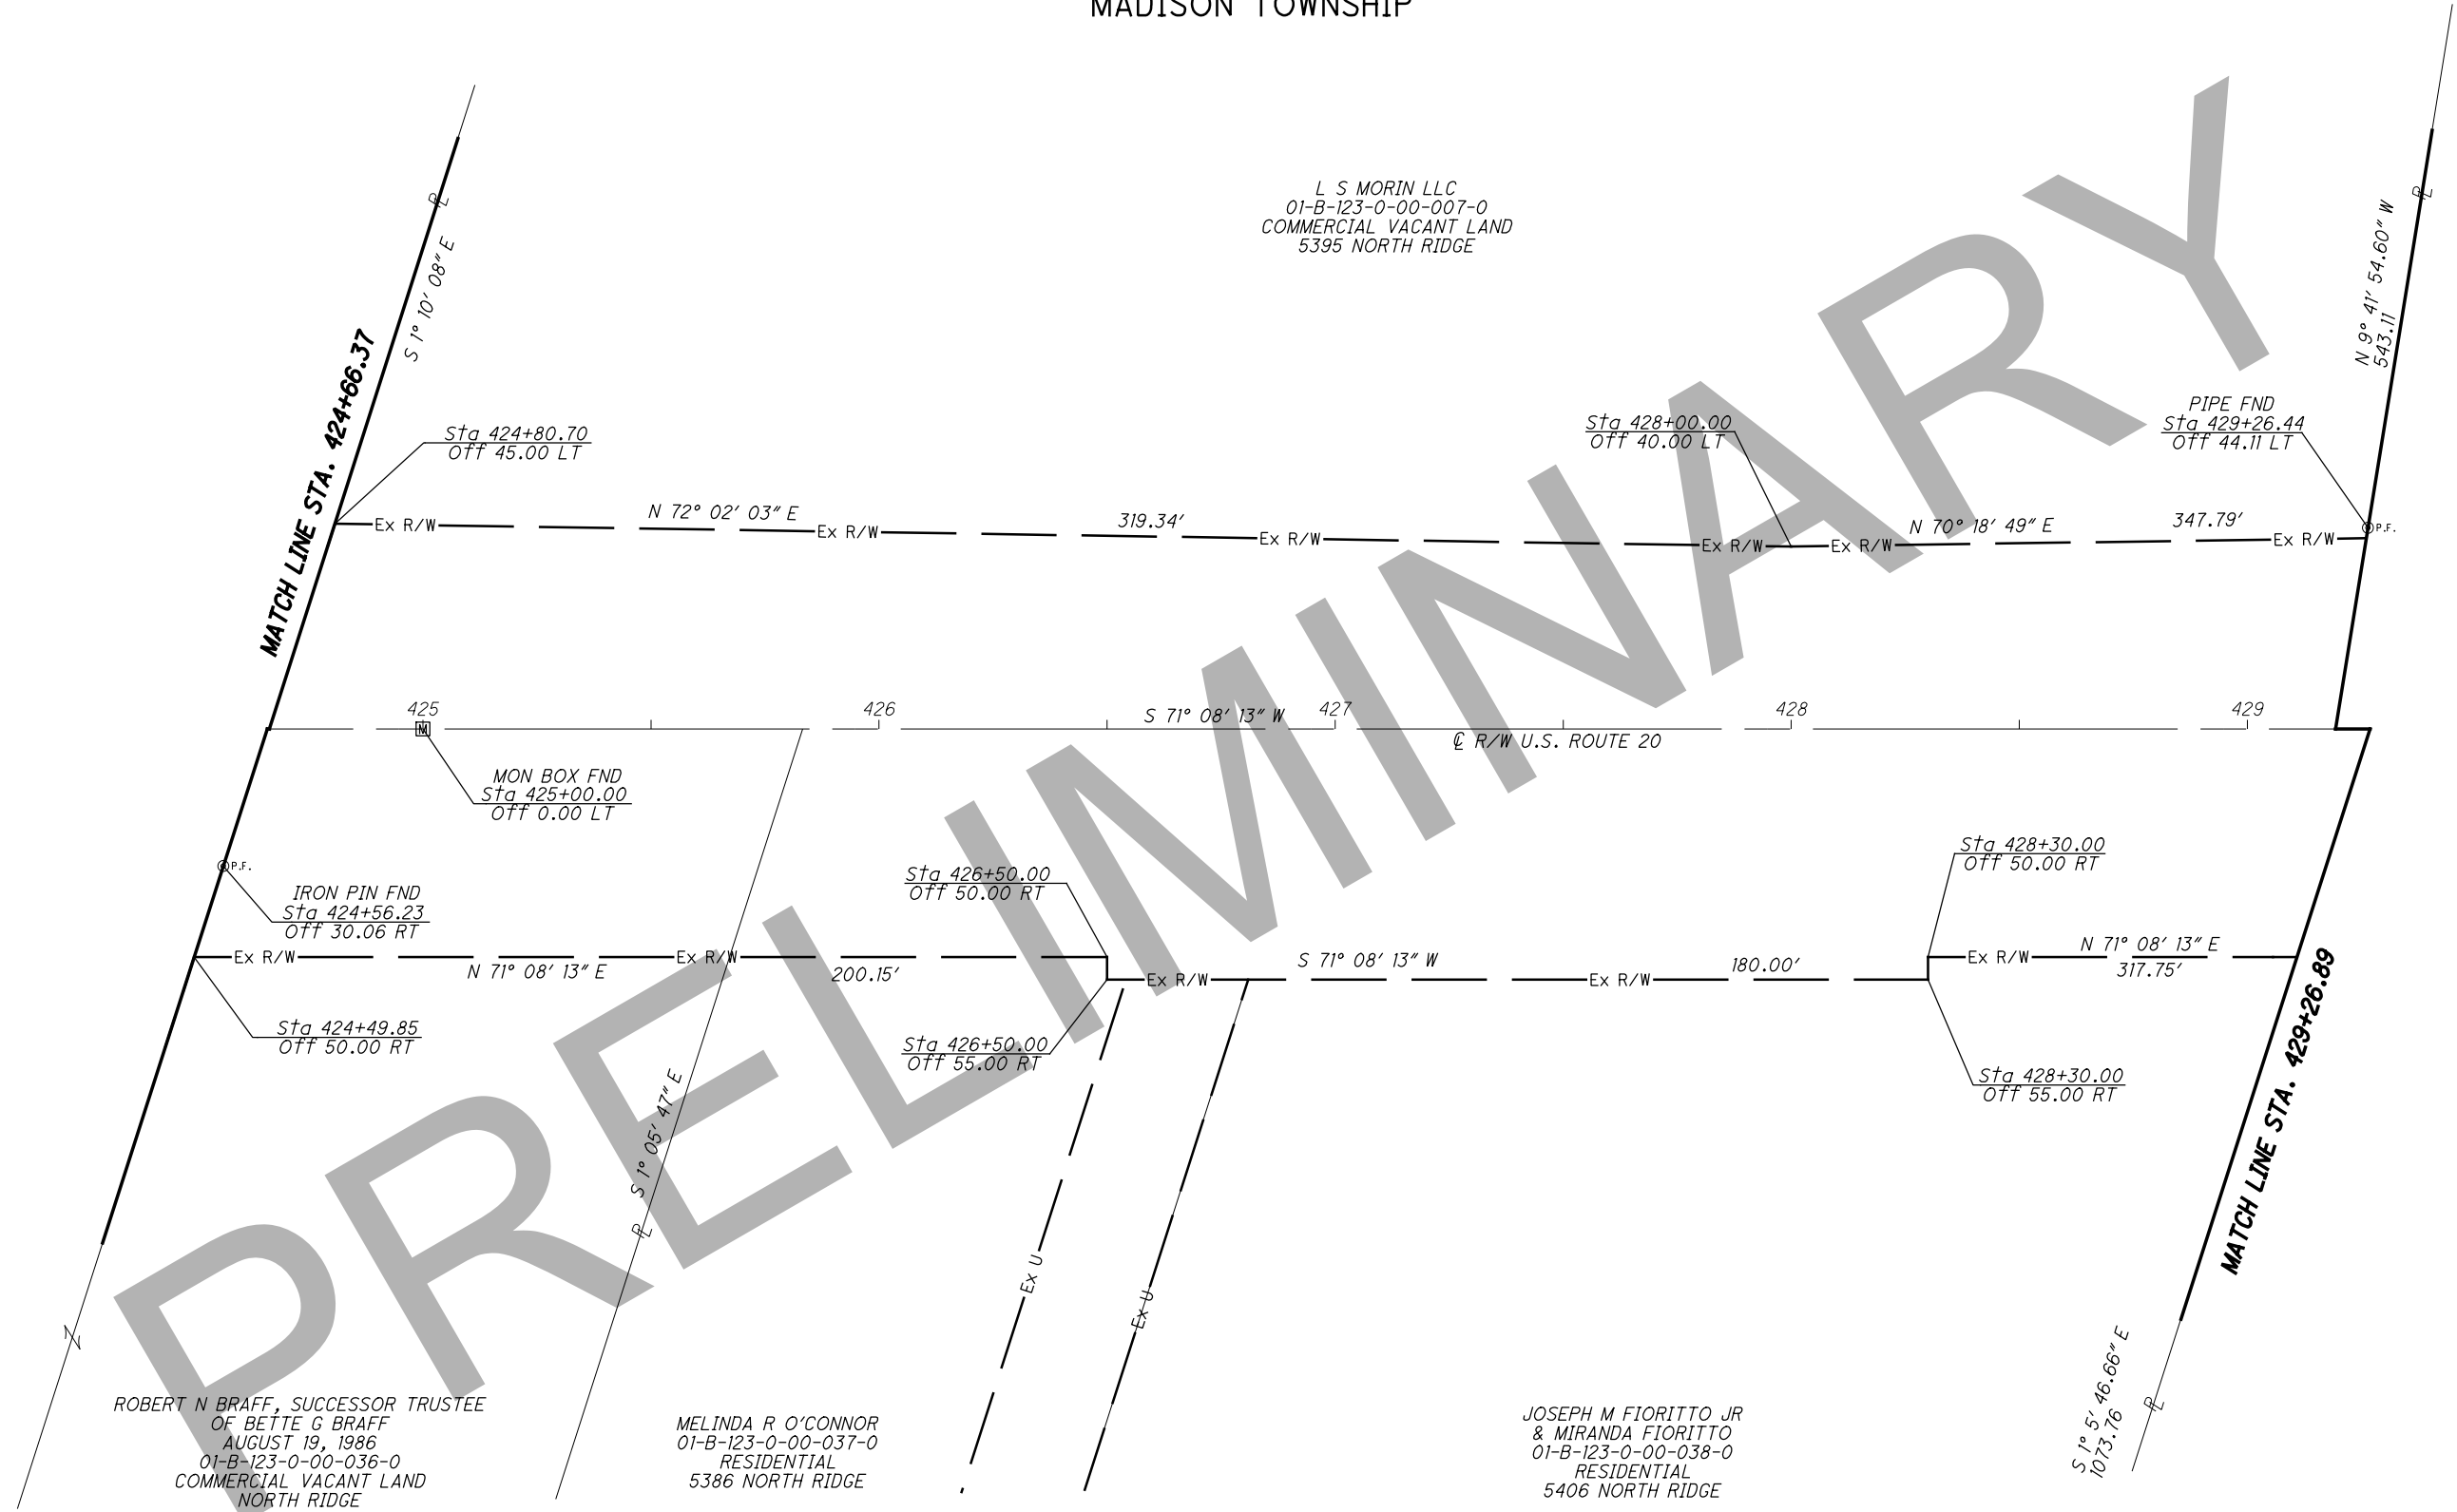 MADISON TOWNSHIP
L S MORIN LLC
01-B-123-0-00-007-0
COMMERCIAL VACANT LAND
5395 NORTH RIDGE
PL
S 1° 10' 08" E
MATCH LINE STA. 424+66.37
PL
N 9° 41' 54.60" W
543.11
Sta 424+80.70
Off 45.00 LT
Sta 428+00.00
Off 40.00 LT
PIPE FND
Sta 429+26.44
Off 44.11 LT
P.F.
Ex R/W
N 72° 02' 03" E
Ex R/W
319.34'
Ex R/W
Ex R/W
Ex R/W
N 70° 18' 49" E
347.79'
Ex R/W
425
426
S 71° 08' 13" W
427
428
429
M
CL R/W U.S. ROUTE 20
MON BOX FND
Sta 425+00.00
Off 0.00 LT
P.F.
IRON PIN FND
Sta 424+56.23
Off 30.06 RT
Sta 426+50.00
Off 50.00 RT
Sta 428+30.00
Off 50.00 RT
Ex R/W
N 71° 08' 13" E
Ex R/W
200.15'
Ex R/W
S 71° 08' 13" W
Ex R/W
180.00'
Ex R/W
N 71° 08' 13" E
317.75'
Sta 424+49.85
Off 50.00 RT
Sta 426+50.00
Off 55.00 RT
Sta 428+30.00
Off 55.00 RT
MATCH LINE STA. 429+26.89
S 1° 05' 47" E
PL
Ex U
Ex U
S 1° 5' 46.66" E
1073.76
PL
Z
ROBERT N BRAFF, SUCCESSOR TRUSTEE
OF BETTE G BRAFF
AUGUST 19, 1986
01-B-123-0-00-036-0
COMMERCIAL VACANT LAND
NORTH RIDGE
MELINDA R O'CONNOR
01-B-123-0-00-037-0
RESIDENTIAL
5386 NORTH RIDGE
JOSEPH M FIORITTO JR
& MIRANDA FIORITTO
01-B-123-0-00-038-0
RESIDENTIAL
5406 NORTH RIDGE
PRELIMINARY